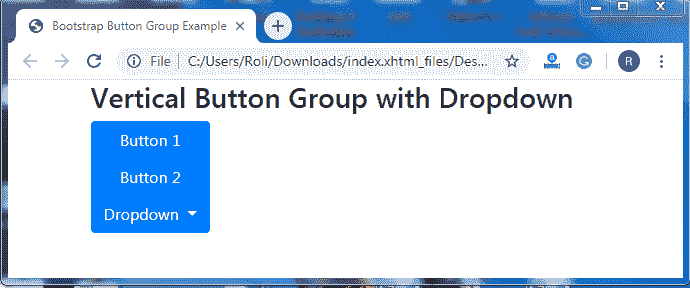 Bootstrap Button Group Example
File | C:/Users/Roli/Downloads/index.xhtml_files/Des...
R
Vertical Button Group with Dropdown
Button 1
Button 2
Dropdown